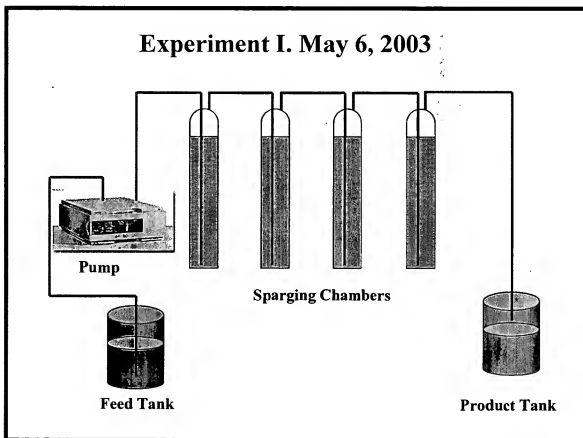 Experiment I. May 6, 2003
Pump
Sparging Chambers
Feed Tank
Product Tank